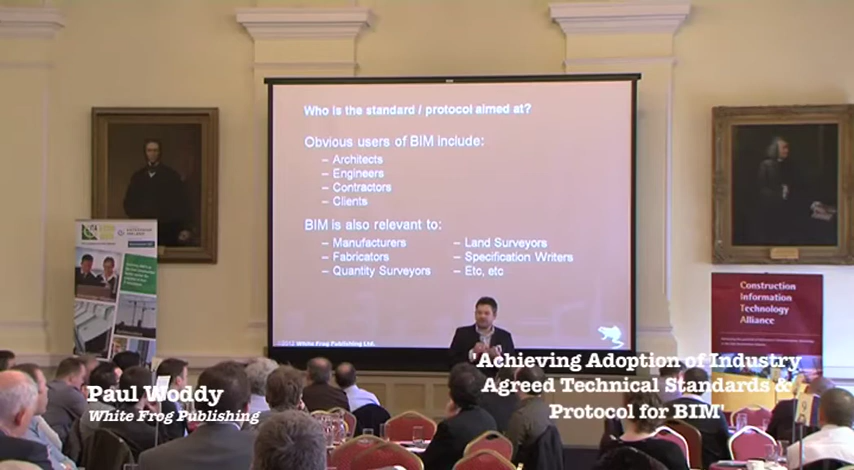 Who is the standard / protocol aimed at?
Obvious users of BIM include:
– Architects
– Engineers
– Contractors
– Clients
BIM is also relevant to:
– Manufacturers
– Fabricators
– Quantity Surveyors
– Land Surveyors
– Specification Writers
– Etc, etc
©2012 White Frog Publishing Ltd.
Construction
Information
Technology
Alliance
'Achieving Adoption of Industry
Agreed Technical Standards &
Protocol for BIM'
Paul Woddy
White Frog Publishing
9